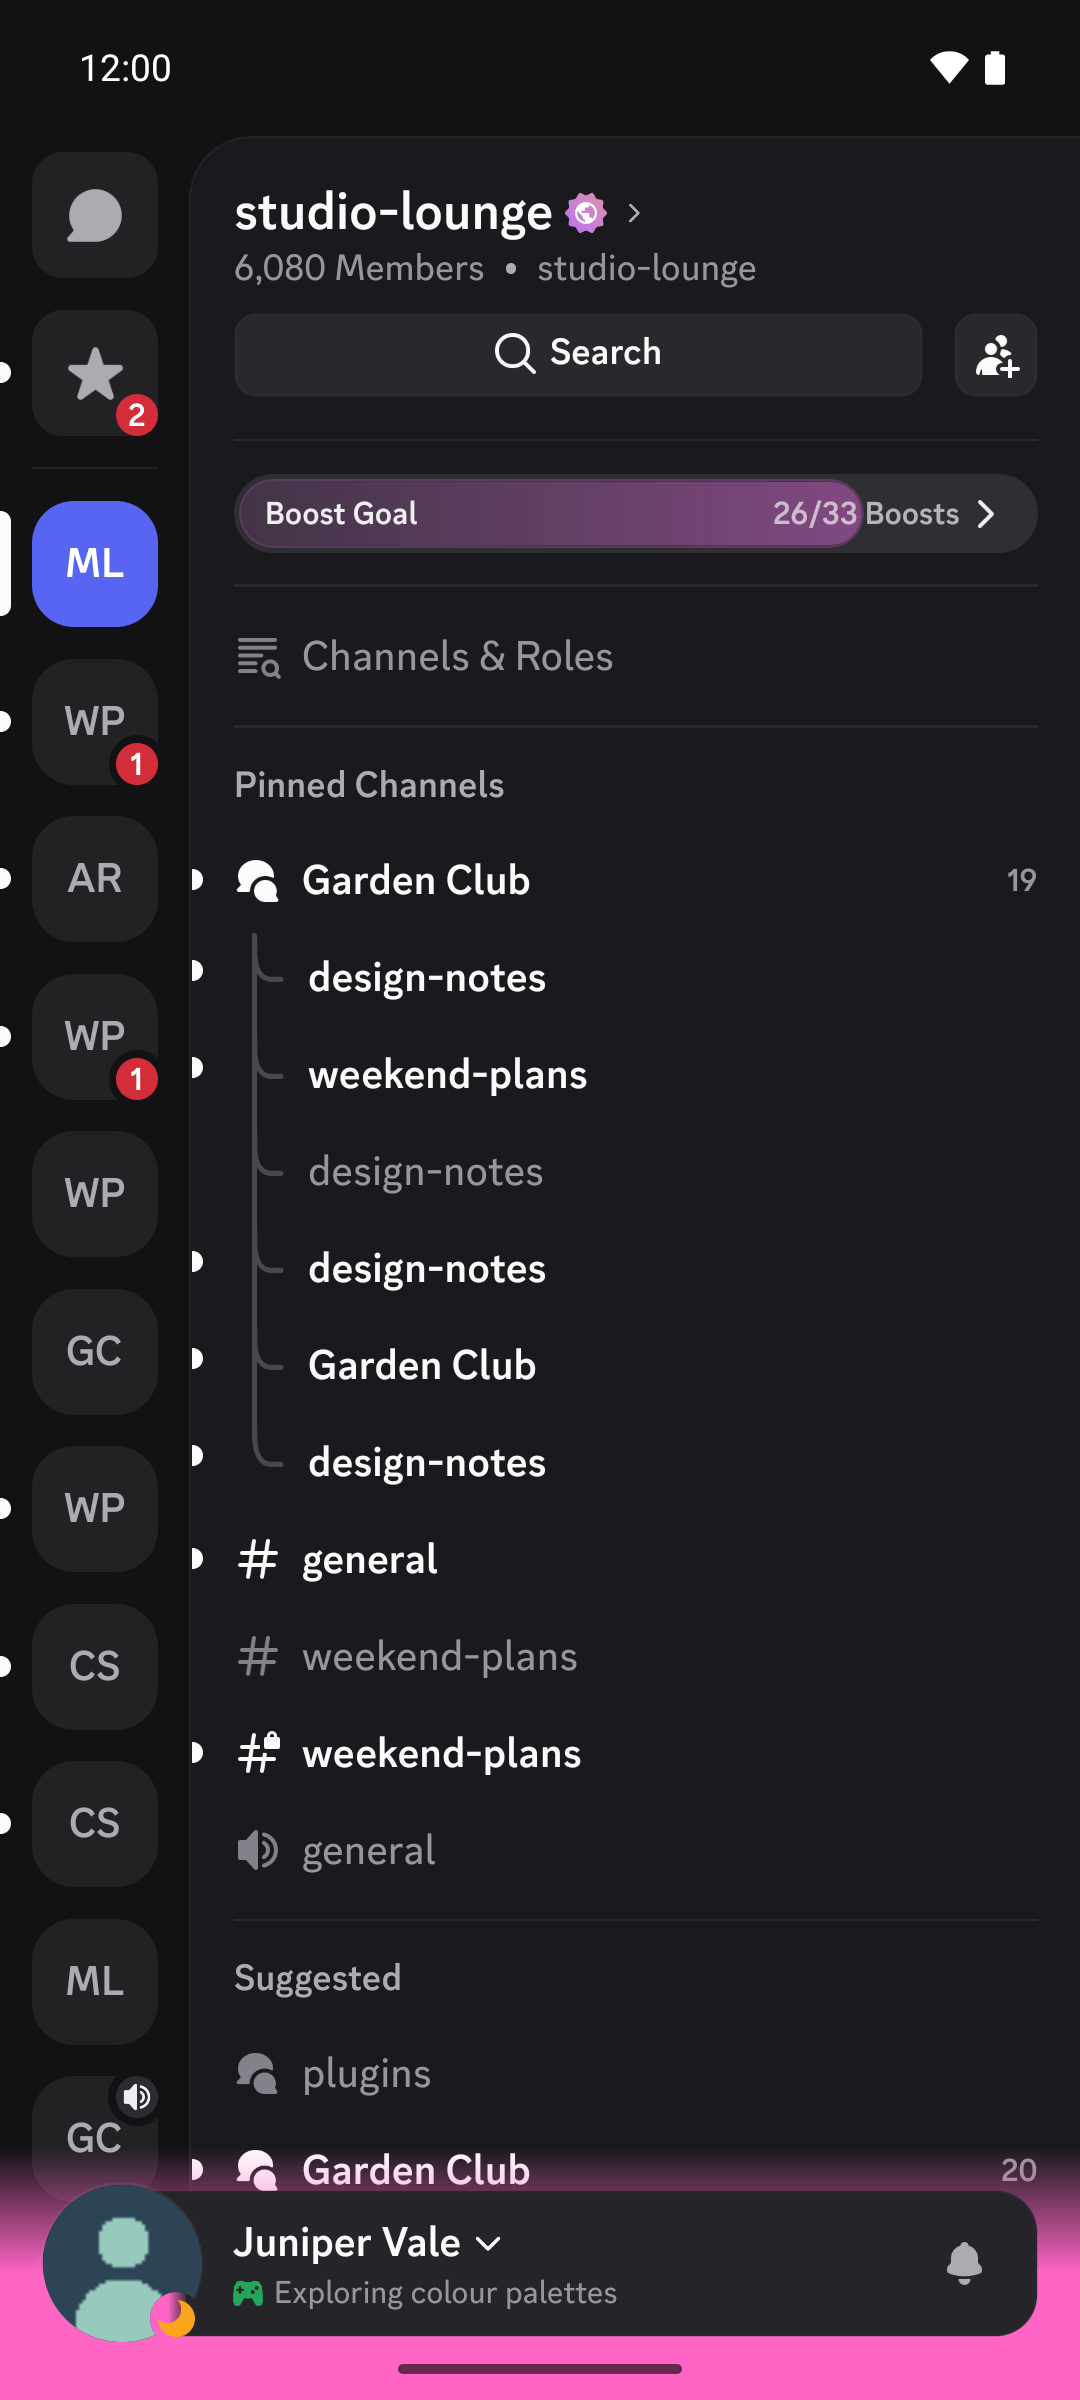 12:00
studio-lounge
6,080 Members • studio-lounge
Search
2
Boost Goal 26/33 Boosts
ML
Channels & Roles
WP
1
Pinned Channels
AR
Garden Club 19
design-notes
WP
1
weekend-plans
design-notes
WP
design-notes
GC
Garden Club
design-notes
WP
general
weekend-plans
CS
weekend-plans
CS
general
ML
Suggested
plugins
GC
Garden Club 20
Juniper Vale
Exploring colour palettes